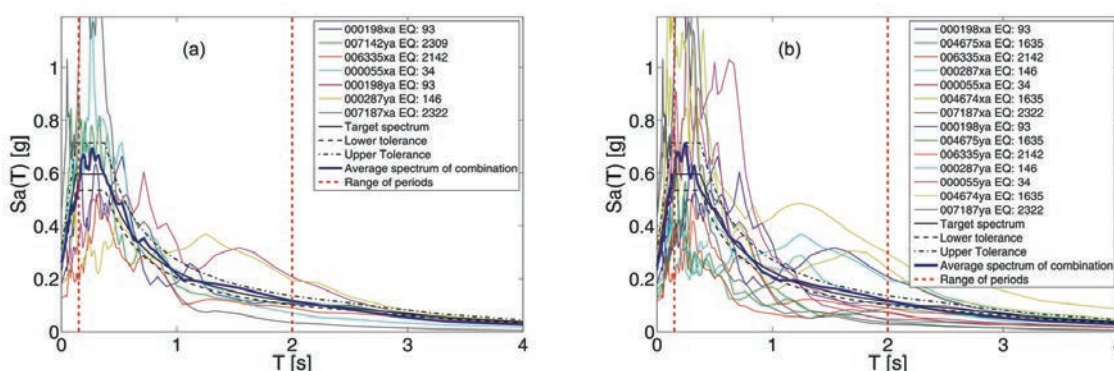 (a)
000198xa EQ: 93
007142ya EQ: 2309
006335xa EQ: 2142
000055xa EQ: 34
000198ya EQ: 93
000287ya EQ: 146
007187xa EQ: 2322
Target spectrum
Lower tolerance
Upper Tolerance
Average spectrum of combination
Range of periods
Sa(T) [g]
1
0.8
0.6
0.4
0.2
0
0 1 2 3 4
T [s]
(b)
000198xa EQ: 93
004675xa EQ: 1635
006335xa EQ: 2142
000287xa EQ: 146
000055xa EQ: 34
004674xa EQ: 1635
007187xa EQ: 2322
000198ya EQ: 93
004675ya EQ: 1635
006335ya EQ: 2142
000287ya EQ: 146
000055ya EQ: 34
004674ya EQ: 1635
007187ya EQ: 2322
Target spectrum
Lower tolerance
Upper Tolerance
Average spectrum of combination
Range of periods
Sa(T) [g]
1
0.8
0.6
0.4
0.2
0
0 1 2 3 4
T [s]